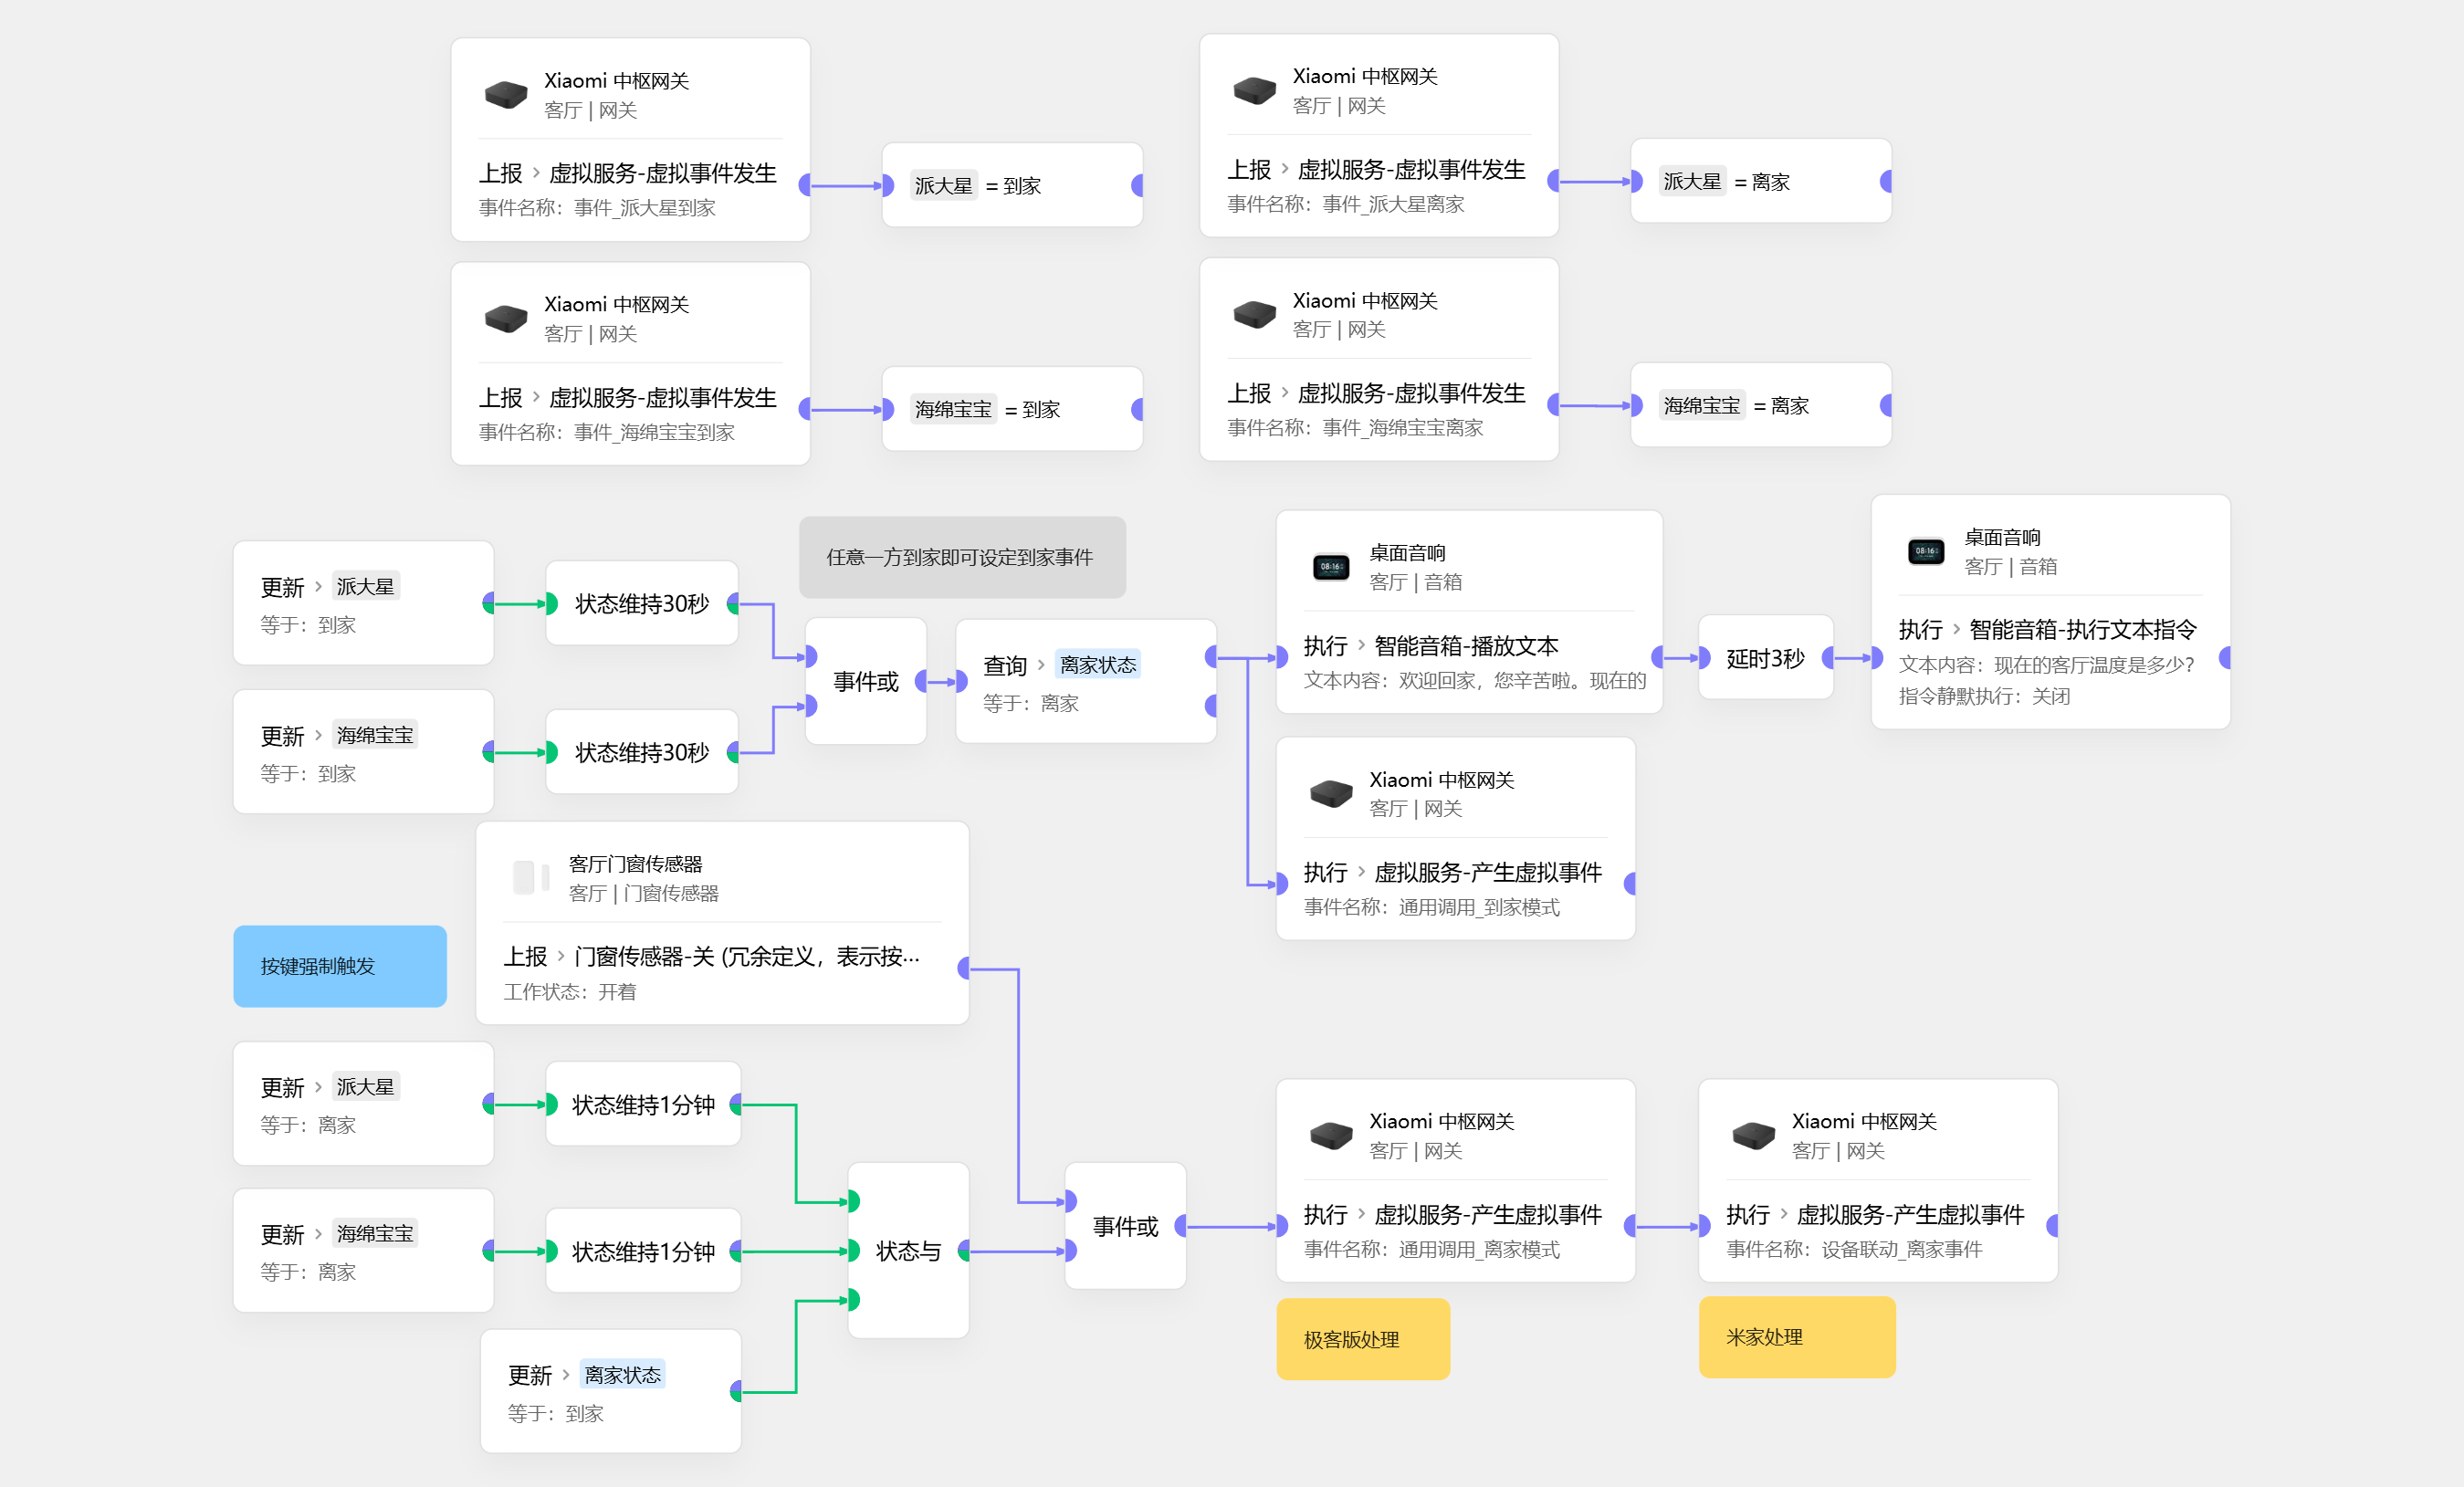 Xiaomi 中枢网关
客厅 | 网关
上报 › 虚拟服务-虚拟事件发生
事件名称：事件_派大星到家
派大星 = 到家
Xiaomi 中枢网关
客厅 | 网关
上报 › 虚拟服务-虚拟事件发生
事件名称：事件_派大星离家
派大星 = 离家
Xiaomi 中枢网关
客厅 | 网关
上报 › 虚拟服务-虚拟事件发生
事件名称：事件_海绵宝宝到家
海绵宝宝 = 到家
Xiaomi 中枢网关
客厅 | 网关
上报 › 虚拟服务-虚拟事件发生
事件名称：事件_海绵宝宝离家
海绵宝宝 = 离家
更新 › 派大星
等于：到家
状态维持30秒
更新 › 海绵宝宝
等于：到家
状态维持30秒
任意一方到家即可设定到家事件
事件或
查询 › 离家状态
等于：离家
08:16
桌面音响
客厅 | 音箱
执行 › 智能音箱-播放文本
文本内容：欢迎回家，您辛苦啦。现在的
延时3秒
08:16
桌面音响
客厅 | 音箱
执行 › 智能音箱-执行文本指令
文本内容：现在的客厅温度是多少？
指令静默执行：关闭
Xiaomi 中枢网关
客厅 | 网关
执行 › 虚拟服务-产生虚拟事件
事件名称：通用调用_到家模式
按键强制触发
客厅门窗传感器
客厅 | 门窗传感器
上报 › 门窗传感器-关 (冗余定义，表示按...
工作状态：开着
更新 › 派大星
等于：离家
状态维持1分钟
更新 › 海绵宝宝
等于：离家
状态维持1分钟
更新 › 离家状态
等于：到家
状态与
事件或
Xiaomi 中枢网关
客厅 | 网关
执行 › 虚拟服务-产生虚拟事件
事件名称：通用调用_离家模式
极客版处理
Xiaomi 中枢网关
客厅 | 网关
执行 › 虚拟服务-产生虚拟事件
事件名称：设备联动_离家事件
米家处理